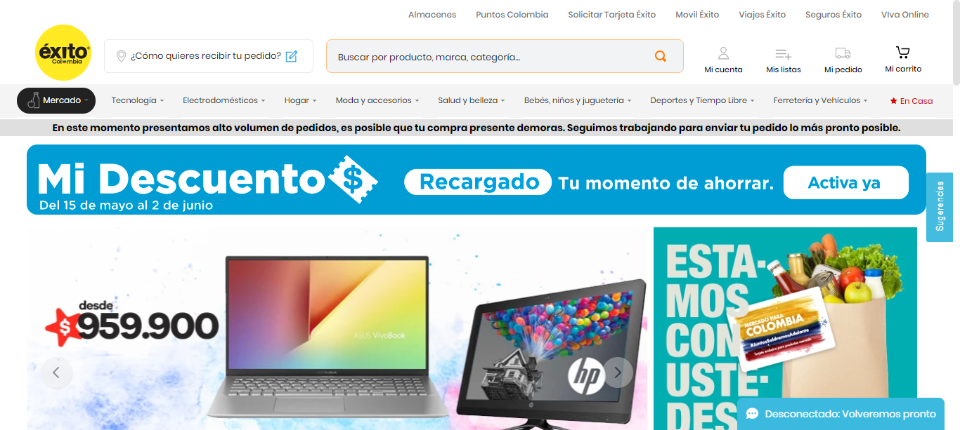 Almacenes Puntos Colombia Solicitar Tarjeta Éxito Movil Éxito Viajes Éxito Seguros Éxito VIva Online
éxito
Colombia
¿Cómo quieres recibir tu pedido?
Buscar por producto, marca, categoría...
Mi cuenta Mis listas Mi pedido Mi carrito
Mercado Tecnología Electrodomésticos Hogar Moda y accesorios Salud y belleza Bebés, niños y juguetería Deportes y Tiempo Libre Ferretería y Vehículos En Casa
En este momento presentamos alto volumen de pedidos, es posible que tu compra presente demoras. Seguimos trabajando para enviar tu pedido lo más pronto posible.
Mi Descuento $
Del 15 de mayo al 2 de junio
Recargado Tu momento de ahorrar. Activa ya
Sugerencias
desde
$959.900
VivoBook
hp
ESTA-
MOS
CON
USTE-
DES
MERCADO PARA
COLOMBIA
Desconectado: Volveremos pronto